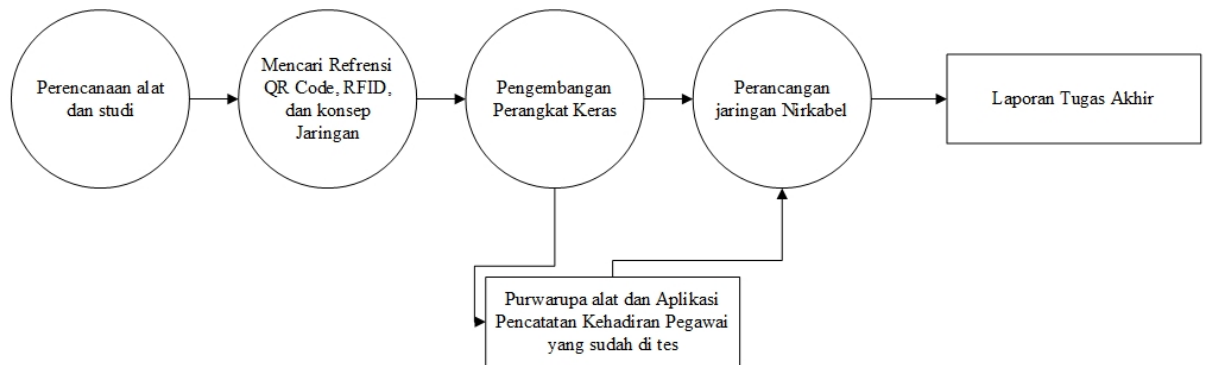 Perencanaan alat
dan studi
Mencari Refrensi
QR Code, RFID,
dan konsep
Jaringan
Pengembangan
Perangkat Keras
Perancangan
jaringan Nirkabel
Laporan Tugas Akhir
Purwarupa alat dan Aplikasi
Pencatatan Kehadiran Pegawai
yang sudah di tes